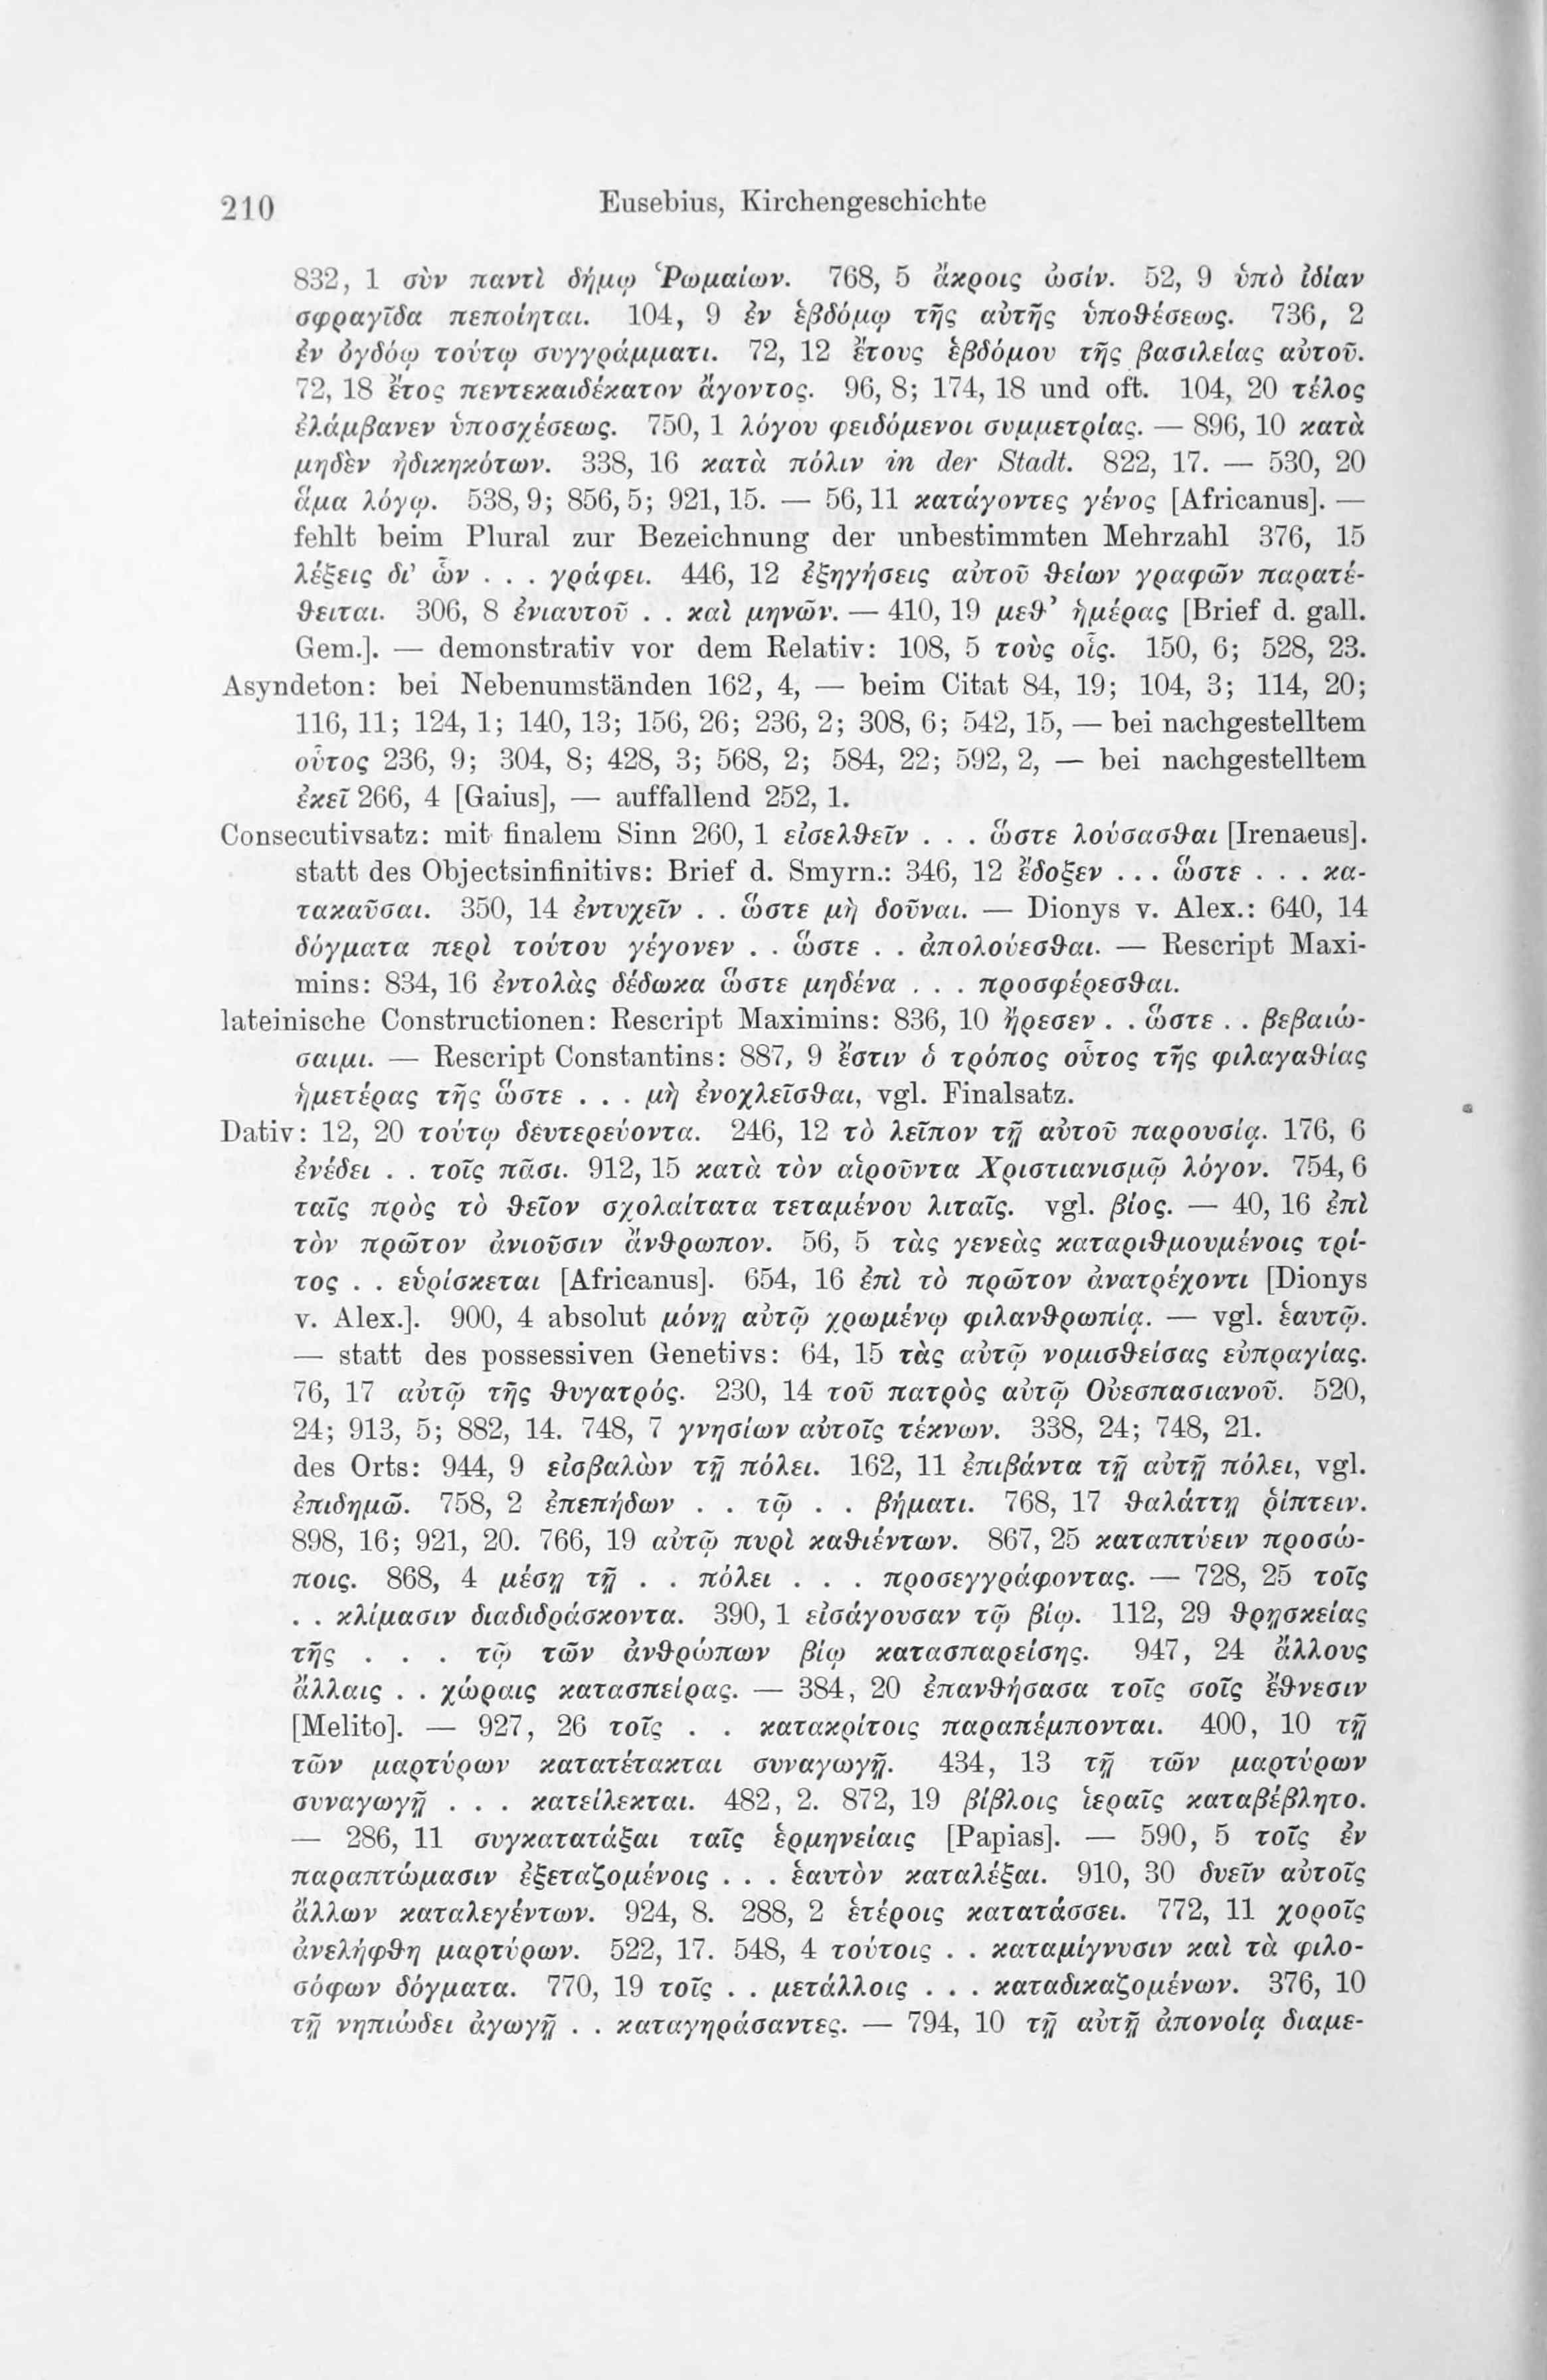 210
Eusebius, Kirchengeschichte
832, 1 σὺν παντὶ δήμῳ Ῥωμαίων. 768, 5 ἄκροις ὠσίν. 52, 9 ὑπὸ ἰδίαν
σφραγῖδα πεποίηται. 104, 9 ἐν ἑβδόμῳ τῆς αὐτῆς ὑποθέσεως. 736, 2
ἐν ὀγδόῳ τούτῳ συγγράμματι. 72, 12 ἔτους ἑβδόμου τῆς βασιλείας αὐτοῦ.
72, 18 ἔτος πεντεκαιδέκατον ἄγοντος. 96, 8; 174, 18 und oft. 104, 20 τέλος
ἐλάμβανεν ὑποσχέσεως. 750, 1 λόγου φειδόμενοι συμμετρίας. — 896, 10 κατὰ
μηδὲν ἠδικηκότων. 338, 16 κατὰ πόλιν in der Stadt. 822, 17. — 530, 20
ἅμα λόγῳ. 538, 9; 856, 5; 921, 15. — 56, 11 κατάγοντες γένος [Africanus]. —
fehlt beim Plural zur Bezeichnung der unbestimmten Mehrzahl 376, 15
λέξεις δι' ὧν . . . γράφει. 446, 12 ἐξηγήσεις αὐτοῦ θείων γραφῶν παρατέ-
θειται. 306, 8 ἐνιαυτοῦ . . καὶ μηνῶν. — 410, 19 μεθ' ἡμέρας [Brief d. gall.
Gem.]. — demonstrativ vor dem Relativ: 108, 5 τοὺς οἷς. 150, 6; 528, 23.
Asyndeton: bei Nebenumständen 162, 4, — beim Citat 84, 19; 104, 3; 114, 20;
116, 11; 124, 1; 140, 13; 156, 26; 236, 2; 308, 6; 542, 15, — bei nachgestelltem
οὗτος 236, 9; 304, 8; 428, 3; 568, 2; 584, 22; 592, 2, — bei nachgestelltem
ἐκεῖ 266, 4 [Gaius], — auffallend 252, 1.
Consecutivsatz: mit finalem Sinn 260, 1 εἰσελθεῖν . . . ὥστε λούσασθαι [Irenaeus].
statt des Objectsinfinitivs: Brief d. Smyrn.: 346, 12 ἔδοξεν . . . ὥστε . . . κα-
τακαῦσαι. 350, 14 ἐντυχεῖν . . ὥστε μὴ δοῦναι. — Dionys v. Alex.: 640, 14
δόγματα περὶ τούτου γέγονεν . . ὥστε . . ἀπολούεσθαι. — Rescript Maxi-
mins: 834, 16 ἐντολὰς δέδωκα ὥστε μηδένα . . . προσφέρεσθαι.
lateinische Constructionen: Rescript Maximins: 836, 10 ἤρεσεν . . ὥστε . . βεβαιώ-
σαιμι. — Rescript Constantins: 887, 9 ἔστιν ὁ τρόπος οὗτος τῆς φιλαγαθίας
ἡμετέρας τῆς ὥστε . . . μὴ ἐνοχλεῖσθαι, vgl. Finalsatz.
Dativ: 12, 20 τούτῳ δευτερεύοντα. 246, 12 τὸ λεῖπον τῇ αὐτοῦ παρουσίᾳ. 176, 6
ἐνέδει . . τοῖς πᾶσι. 912, 15 κατὰ τὸν αἱροῦντα Χριστιανισμῷ λόγον. 754, 6
ταῖς πρὸς τὸ θεῖον σχολαίτατα τεταμένου λιταῖς. vgl. βίος. — 40, 16 ἐπὶ
τὸν πρῶτον ἀνιοῦσιν ἄνθρωπον. 56, 5 τὰς γενεὰς καταριθμουμένοις τρί-
τος . . εὑρίσκεται [Africanus]. 654, 16 ἐπὶ τὸ πρῶτον ἀνατρέχοντι [Dionys
v. Alex.]. 900, 4 absolut μόνῃ αὐτῷ χρωμένῳ φιλανθρωπίᾳ. — vgl. ἑαυτῷ.
— statt des possessiven Genetivs: 64, 15 τὰς αὐτῷ νομισθείσας εὐπραγίας.
76, 17 αὐτῷ τῆς θυγατρός. 230, 14 τοῦ πατρὸς αὐτῷ Οὐεσπασιανοῦ. 520,
24; 913, 5; 882, 14. 748, 7 γνησίων αὐτοῖς τέκνων. 338, 24; 748, 21.
des Orts: 944, 9 εἰσβαλὼν τῇ πόλει. 162, 11 ἐπιβάντα τῇ αὐτῇ πόλει, vgl.
ἐπιδημῶ. 758, 2 ἐπεπήδων . . τῷ . . βήματι. 768, 17 θαλάττῃ ῥίπτειν.
898, 16; 921, 20. 766, 19 αὐτῷ πυρὶ καθιέντων. 867, 25 καταπτύειν προσώ-
ποις. 868, 4 μέσῃ τῇ . . πόλει . . . προσεγγράφοντας. — 728, 25 τοῖς
. . κλίμασιν διαδιδράσκοντα. 390, 1 εἰσάγουσαν τῷ βίῳ. 112, 29 θρησκείας
τῆς . . . τῷ τῶν ἀνθρώπων βίῳ κατασπαρείσης. 947, 24 ἄλλους
ἄλλαις . . χώραις κατασπείρας. — 384, 20 ἐπανθήσασα τοῖς σοῖς ἔθνεσιν
[Melito]. — 927, 26 τοῖς . . κατακρίτοις παραπέμπονται. 400, 10 τῇ
τῶν μαρτύρων κατατέτακται συναγωγῇ. 434, 13 τῇ τῶν μαρτύρων
συναγωγῇ . . . κατείλεκται. 482, 2. 872, 19 βίβλοις ἱεραῖς καταβέβλητο.
— 286, 11 συγκατατάξαι ταῖς ἑρμηνείαις [Papias]. — 590, 5 τοῖς ἐν
παραπτώμασιν ἐξεταζομένοις . . . ἑαυτὸν καταλέξαι. 910, 30 δυεῖν αὐτοῖς
ἄλλων καταλεγέντων. 924, 8. 288, 2 ἑτέροις κατατάσσει. 772, 11 χοροῖς
ἀνελήφθη μαρτύρων. 522, 17. 548, 4 τούτοις . . καταμίγνυσιν καὶ τὰ φιλο-
σόφων δόγματα. 770, 19 τοῖς . . μετάλλοις . . . καταδικαζομένων. 376, 10
τῇ νηπιώδει ἀγωγῇ . . καταγηράσαντες. — 794, 10 τῇ αὐτῇ ἀπονοίᾳ διαμε-